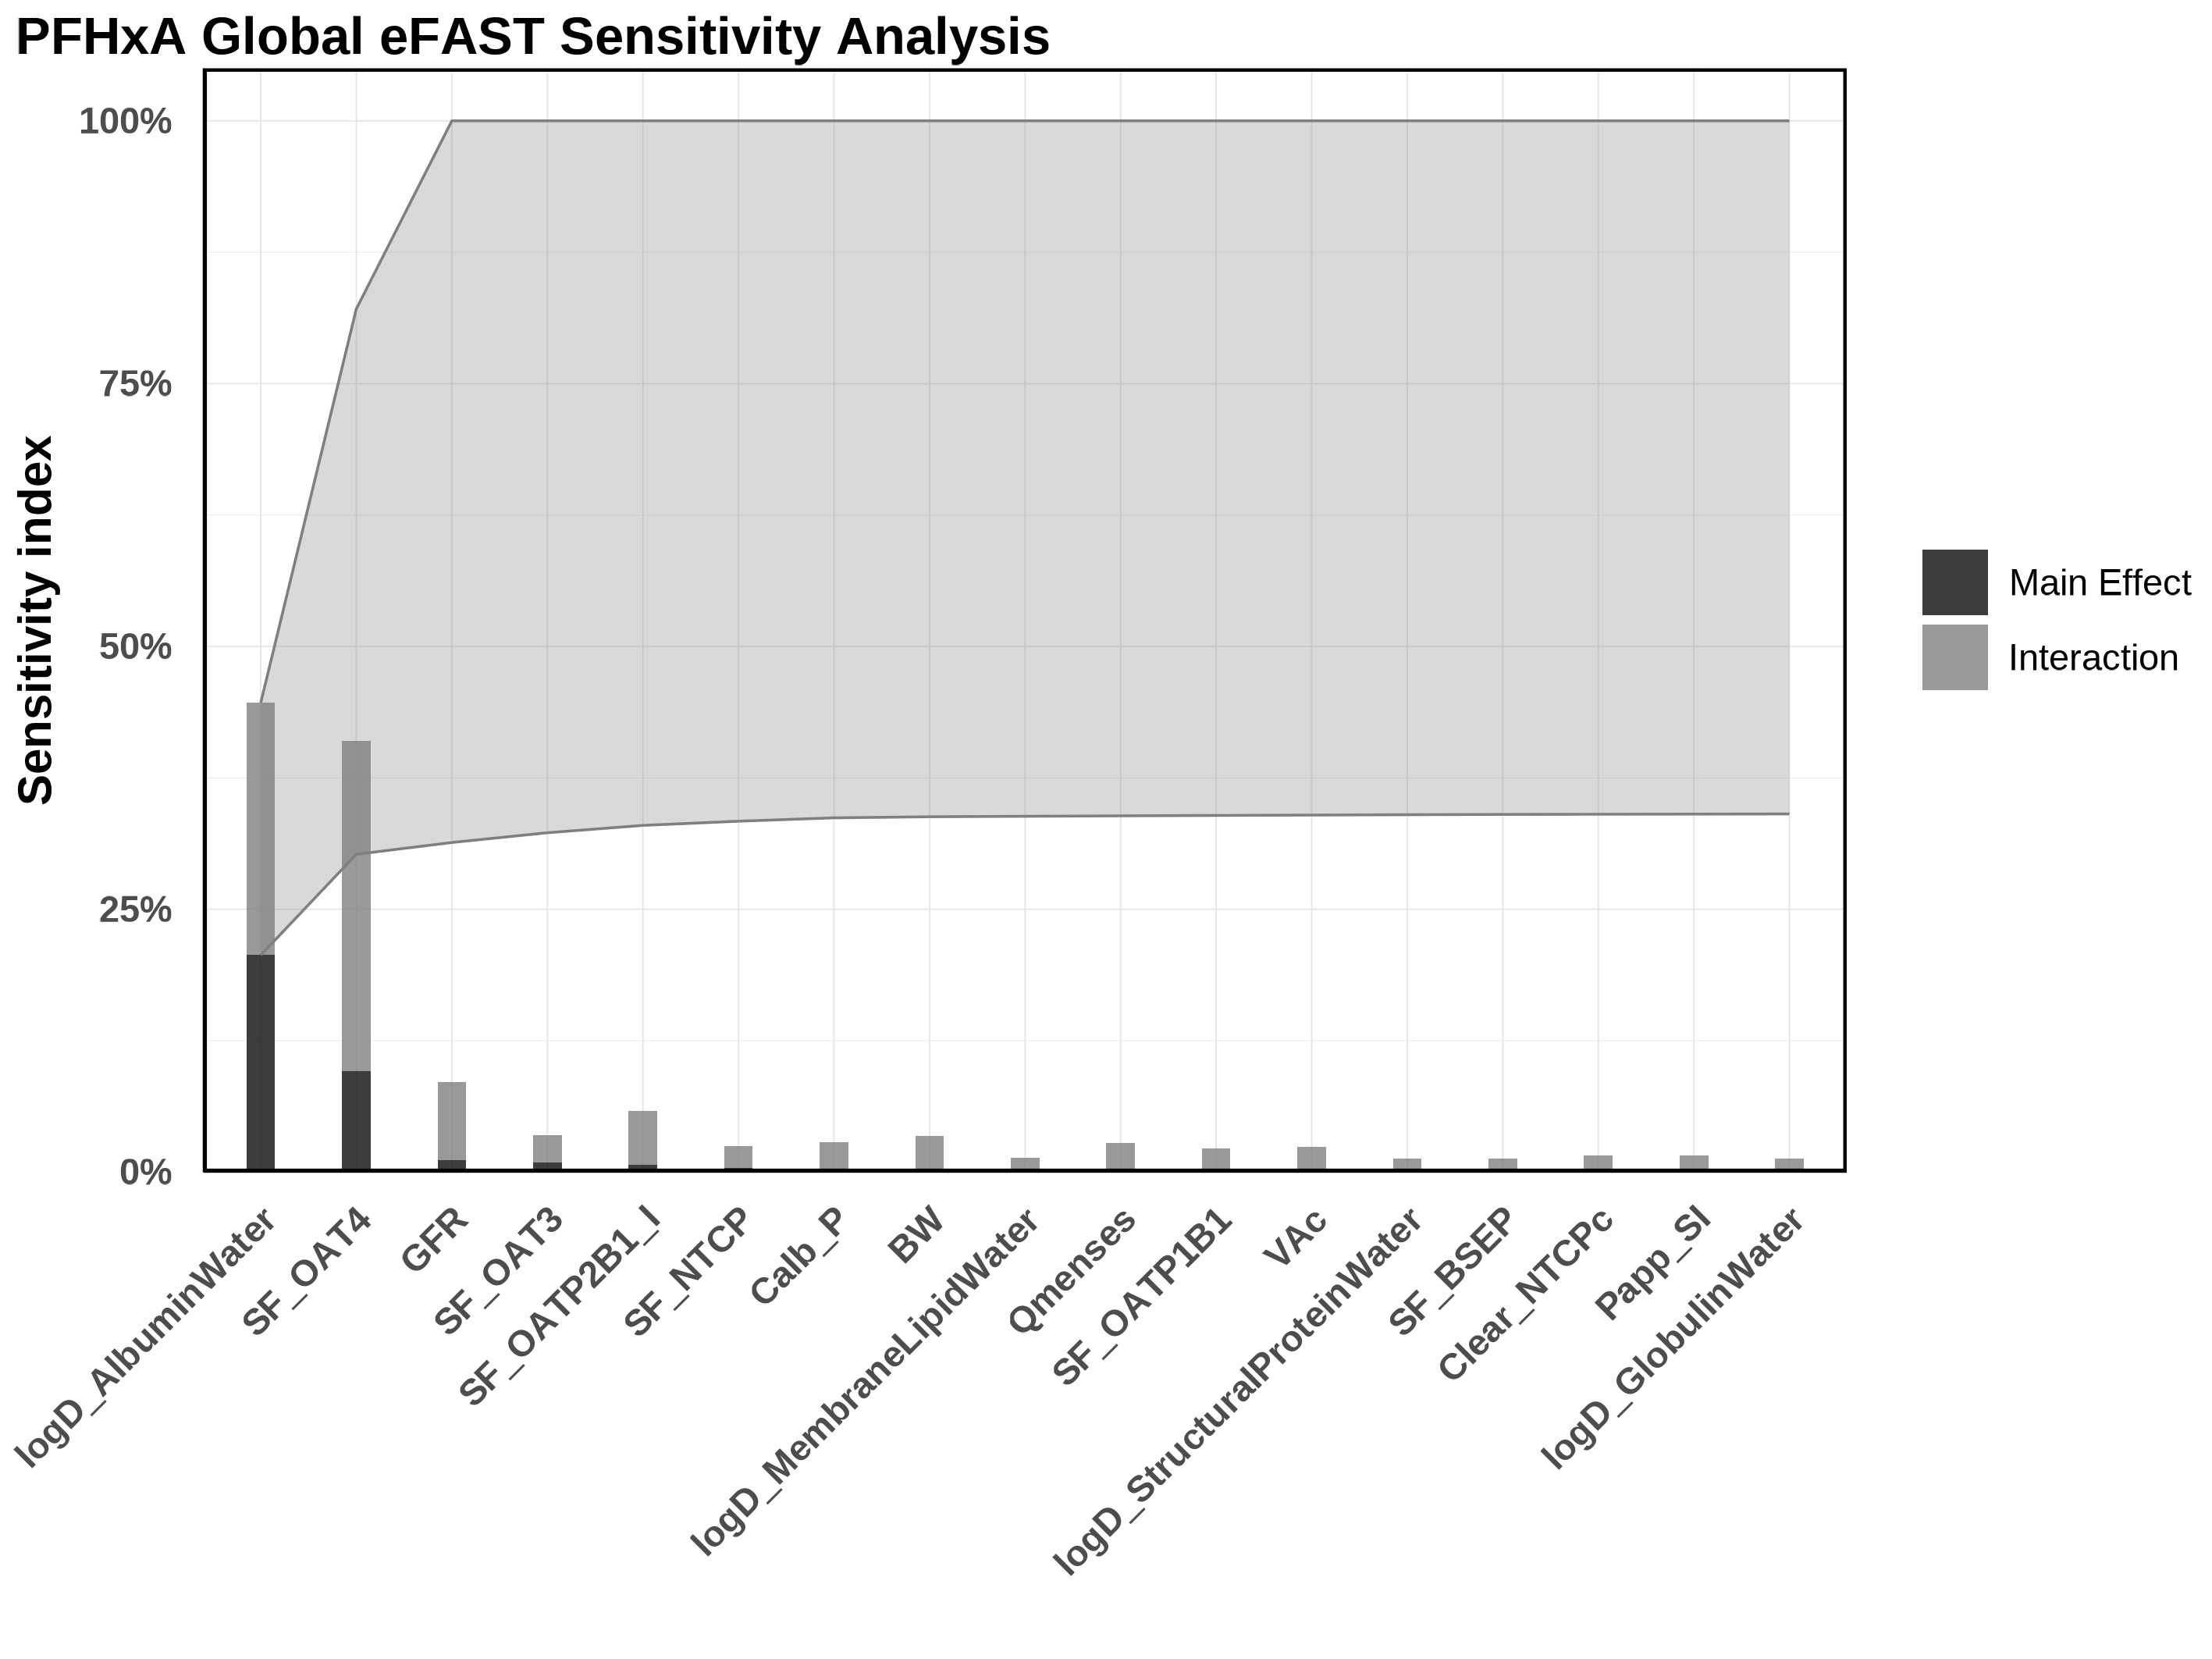 PFHxA Global eFAST Sensitivity Analysis
Sensitivity index
100%
75%
50%
25%
0%
logD_AlbuminWater
SF_OAT4
GFR
SF_OAT3
SF_OATP2B1_I
SF_NTCP
Calb_P
BW
logD_MembraneLipidWater
Qmenses
SF_OATP1B1
VAc
logD_StructuralProteinWater
SF_BSEP
Clear_NTCPc
Papp_SI
logD_GlobulinWater
Main Effect
Interaction